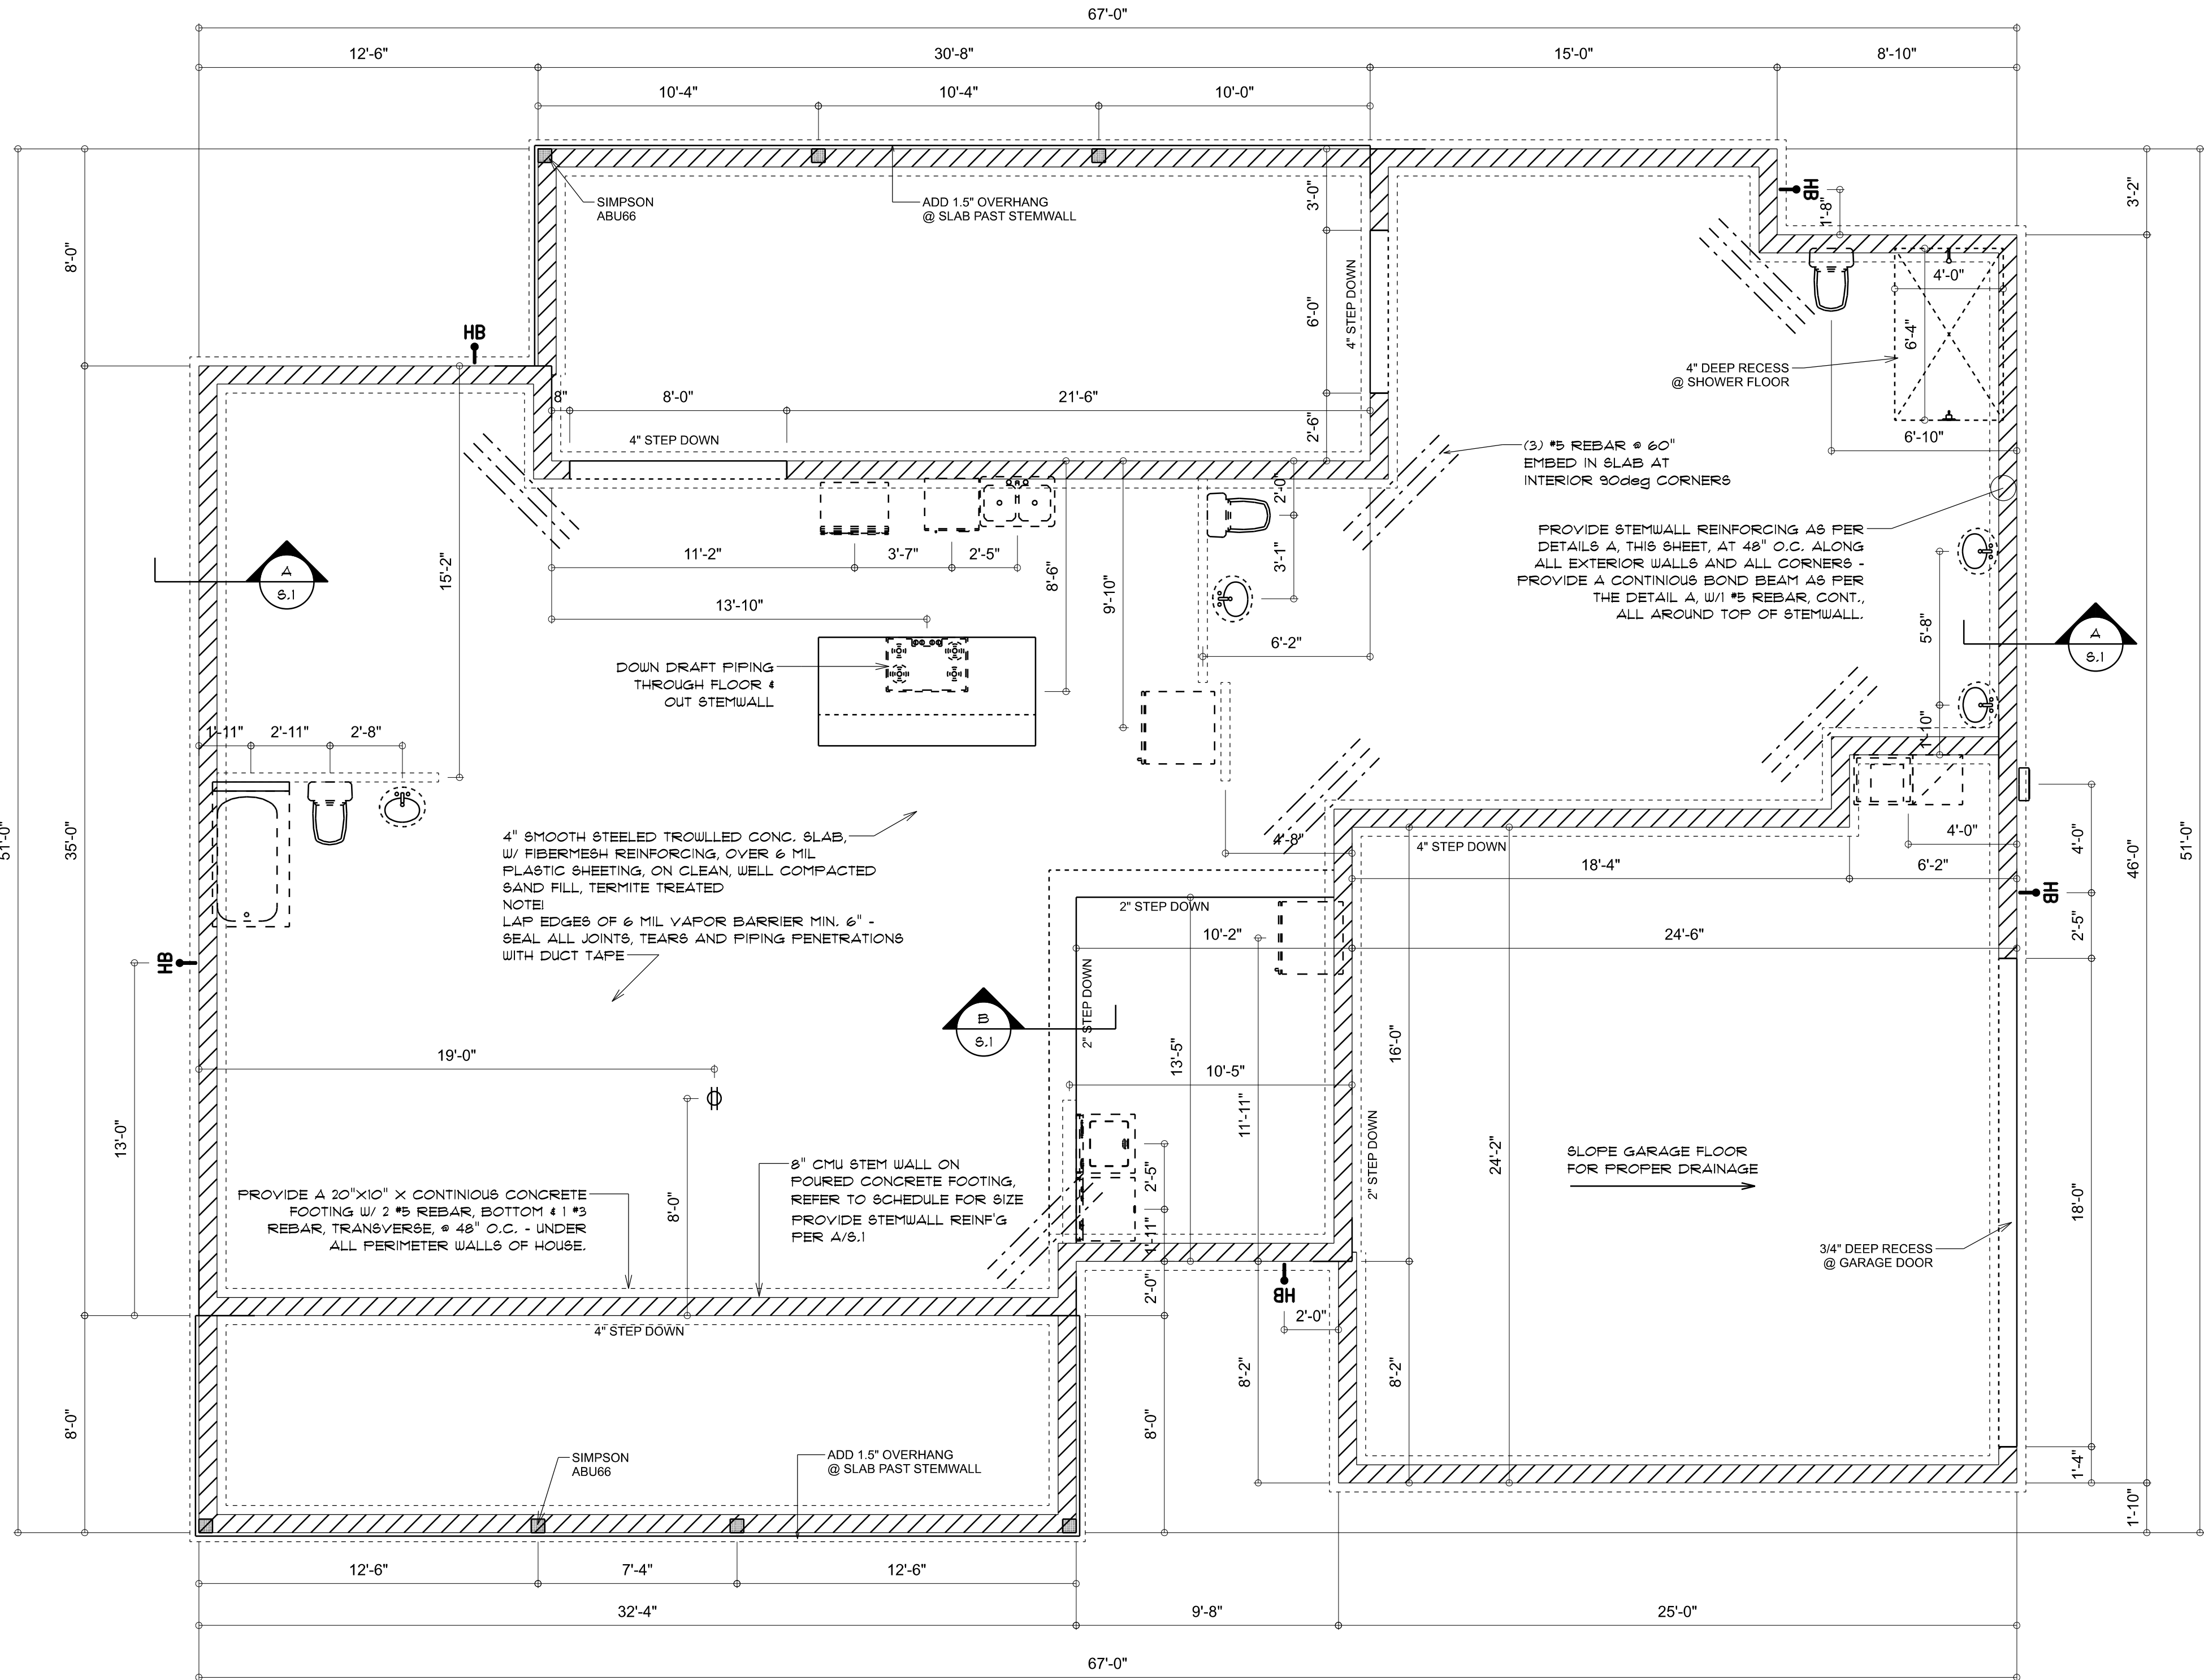 67'-0"
12'-6" 30'-8" 15'-0" 8'-10"
10'-4" 10'-4" 10'-0"
SIMPSON
ABU66
ADD 1.5" OVERHANG
@ SLAB PAST STEMWALL
3'-0"
6'-0"
2'-6"
4" STEP DOWN
HB
1'-8"
3'-2"
8'-0"
HB
4'-0"
6'-4"
4" DEEP RECESS
@ SHOWER FLOOR
6'-10"
8" 8'-0" 21'-6"
4" STEP DOWN
(3) #5 REBAR @ 60"
EMBED IN SLAB AT
INTERIOR 90deg CORNERS
PROVIDE STEMWALL REINFORCING AS PER
DETAILS A, THIS SHEET, AT 48" O.C. ALONG
ALL EXTERIOR WALLS AND ALL CORNERS -
PROVIDE A CONTINIOUS BOND BEAM AS PER
THE DETAIL A, W/1 #5 REBAR, CONT.,
ALL AROUND TOP OF STEMWALL.
A
S.1
15'-2"
11'-2" 3'-7" 2'-5"
13'-10"
8'-6"
9'-10"
2'-0"
3'-1"
6'-2"
5'-8"
1'-10"
A
S.1
DOWN DRAFT PIPING
THROUGH FLOOR &
OUT STEMWALL
1'-11" 2'-11" 2'-8"
51'-0"
35'-0"
4" SMOOTH STEELED TROWLLED CONC. SLAB,
W/ FIBERMESH REINFORCING, OVER 6 MIL
PLASTIC SHEETING, ON CLEAN, WELL COMPACTED
SAND FILL, TERMITE TREATED
NOTE!
LAP EDGES OF 6 MIL VAPOR BARRIER MIN. 6" -
SEAL ALL JOINTS, TEARS AND PIPING PENETRATIONS
WITH DUCT TAPE
4'-8"
4" STEP DOWN
18'-4" 6'-2"
4'-0"
4'-0"
46'-0"
51'-0"
HB
2'-5"
2" STEP DOWN
10'-2" 24'-6"
HB
2" STEP DOWN
B
S.1
13'-5"
16'-0"
19'-0"
10'-5"
11'-11"
13'-0"
8'-0"
2" STEP DOWN
24'-2"
SLOPE GARAGE FLOOR
FOR PROPER DRAINAGE
18'-0"
2'-5"
1'-11"
PROVIDE A 20"X10" X CONTINIOUS CONCRETE
FOOTING W/ 2 #5 REBAR, BOTTOM & 1 #3
REBAR, TRANSVERSE, @ 48" O.C. - UNDER
ALL PERIMETER WALLS OF HOUSE.
8" CMU STEM WALL ON
POURED CONCRETE FOOTING,
REFER TO SCHEDULE FOR SIZE
PROVIDE STEMWALL REINF'G
PER A/S.1
3/4" DEEP RECESS
@ GARAGE DOOR
2'-0"
HB
2'-0"
4" STEP DOWN
8'-2"
8'-2"
8'-0"
8'-0"
1'-4"
1'-10"
SIMPSON
ABU66
ADD 1.5" OVERHANG
@ SLAB PAST STEMWALL
12'-6" 7'-4" 12'-6"
32'-4" 9'-8" 25'-0"
67'-0"